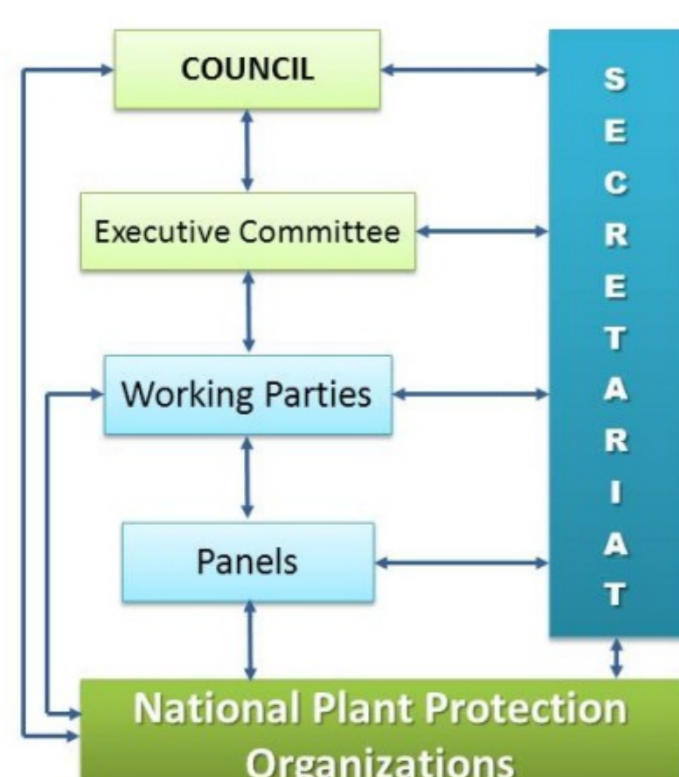 COUNCIL
Executive Committee
Working Parties
Panels
S
E
C
R
E
T
A
R
I
A
T
National Plant Protection
Organizations